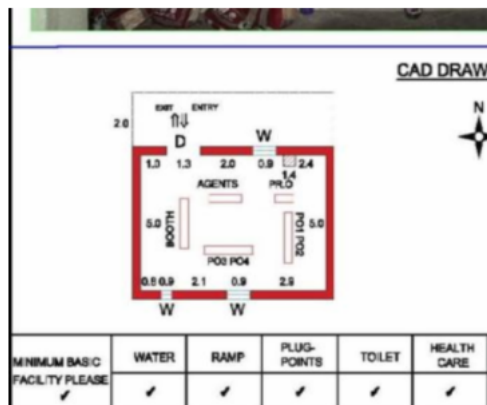 CAD DRAW
N
EXIT ENTRY
2.0
D
W
1.0 1.3 2.0 0.9 2.4
1.4
AGENTS PR.O
5.0 BOOTH PO1 PO2 5.0
PO3 PO4
0.6 0.9 2.1 0.9 2.9
W W
MINIMUM BASIC FACILITY PLEASE ✓
WATER RAMP PLUG-POINTS TOILET HEALTH CARE
✓ ✓ ✓ ✓ ✓